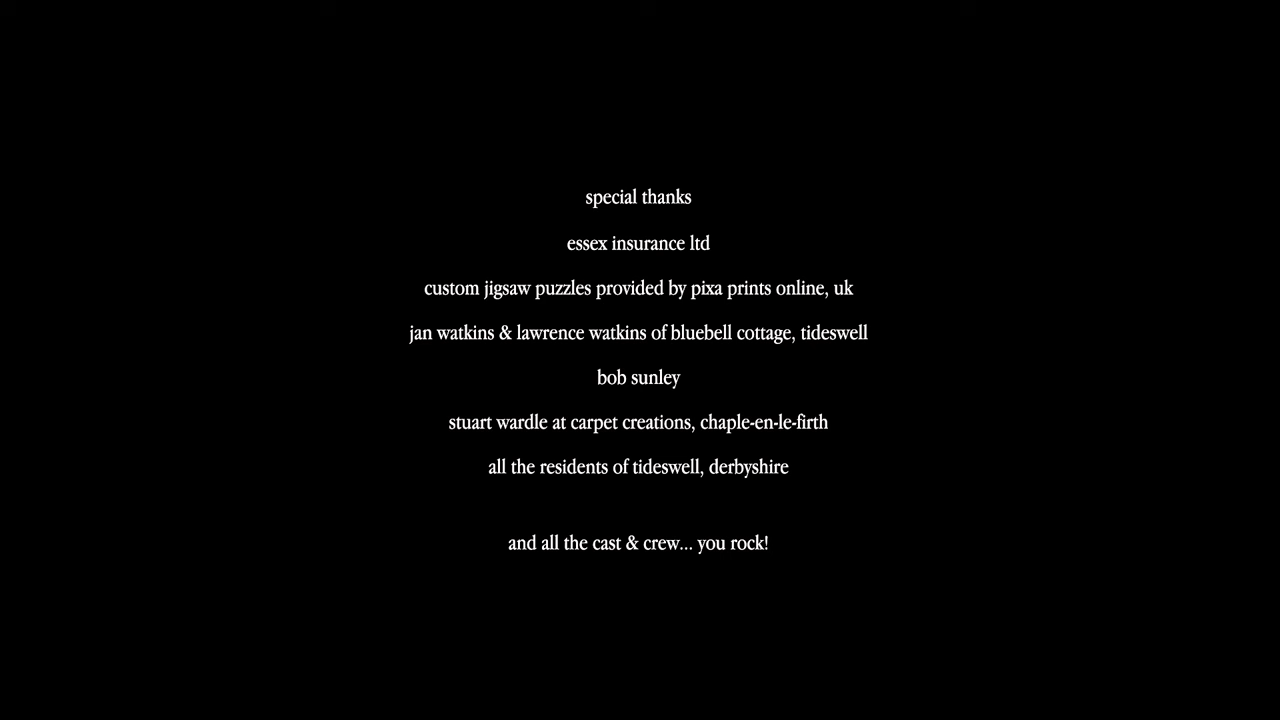 special thanks
essex insurance ltd
custom jigsaw puzzles provided by pixa prints online, uk
jan watkins & lawrence watkins of bluebell cottage, tideswell
bob sunley
stuart wardle at carpet creations, chaple-en-le-firth
all the residents of tideswell, derbyshire
and all the cast & crew... you rock!